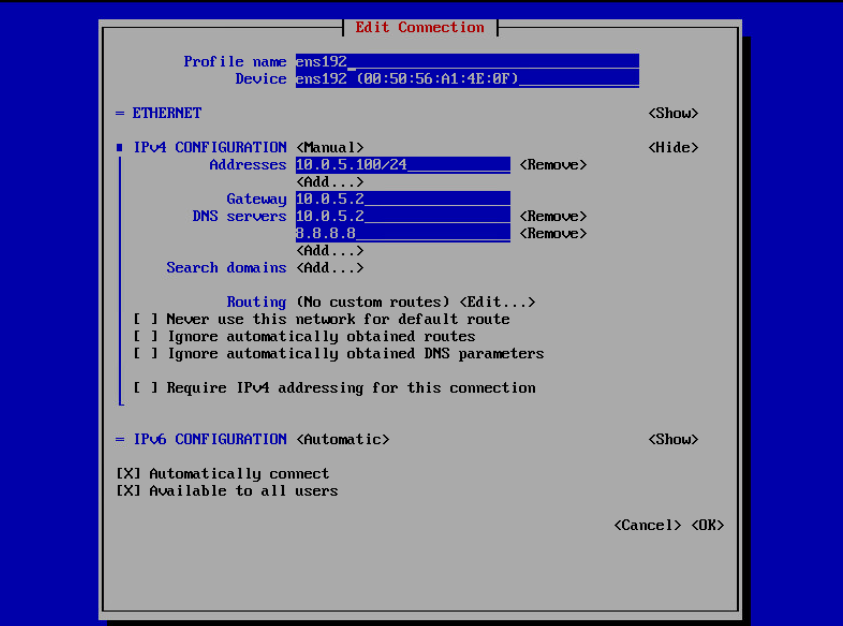 Edit Connection
Profile name ens192
Device ens192 (00:50:56:A1:4E:0F)
= ETHERNET <Show>
IPv4 CONFIGURATION <Manual> <Hide>
Addresses 10.0.5.100/24 <Remove>
<Add...>
Gateway 10.0.5.2
DNS servers 10.0.5.2 <Remove>
8.8.8.8 <Remove>
<Add...>
Search domains <Add...>
Routing (No custom routes) <Edit...>
[ ] Never use this network for default route
[ ] Ignore automatically obtained routes
[ ] Ignore automatically obtained DNS parameters
[ ] Require IPv4 addressing for this connection
= IPv6 CONFIGURATION <Automatic> <Show>
[X] Automatically connect
[X] Available to all users
<Cancel> <OK>